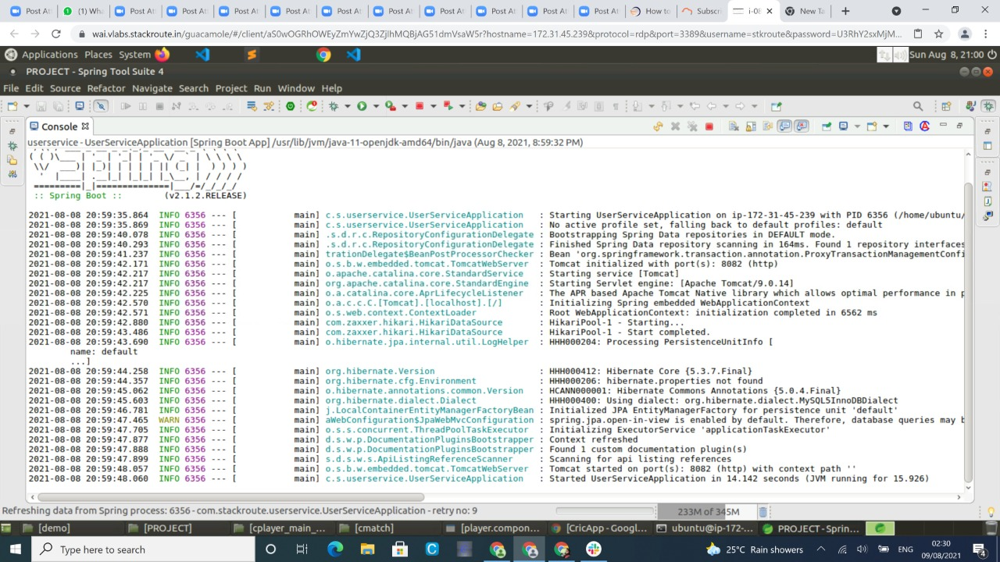 Post Att
(1) Wha
Post Att
Post Att
Post Att
Post Att
Post Att
Post Att
Post Att
Post Att
Post Att
Post Att
How to
Subscri
i-08
New Ta
wai.vlabs.stackroute.in/guacamole/#/client/aS0wOGRhOWEyZmYwZjQ3ZjlhMQBjAG51dmVsaW5r?hostname=172.31.45.239&protocol=rdp&port=3389&username=stkroute&password=U3RhY2sxMjM...
Applications Places System
Sun Aug 8, 21:00
PROJECT - Spring Tool Suite 4
File Edit Source Refactor Navigate Search Project Run Window Help
Console
userservice - UserServiceApplication [Spring Boot App] /usr/lib/jvm/java-11-openjdk-amd64/bin/java (Aug 8, 2021, 8:59:32 PM)
:: Spring Boot :: (v2.1.2.RELEASE)
2021-08-08 20:59:35.864 INFO 6356 --- [ main] c.s.userservice.UserServiceApplication : Starting UserServiceApplication on ip-172-31-45-239 with PID 6356 (/home/ubuntu/
2021-08-08 20:59:35.869 INFO 6356 --- [ main] c.s.userservice.UserServiceApplication : No active profile set, falling back to default profiles: default
2021-08-08 20:59:40.078 INFO 6356 --- [ main] .s.d.r.c.RepositoryConfigurationDelegate : Bootstrapping Spring Data repositories in DEFAULT mode.
2021-08-08 20:59:40.293 INFO 6356 --- [ main] .s.d.r.c.RepositoryConfigurationDelegate : Finished Spring Data repository scanning in 164ms. Found 1 repository interfaces
2021-08-08 20:59:41.237 INFO 6356 --- [ main] trationDelegate$BeanPostProcessorChecker : Bean 'org.springframework.transaction.annotation.ProxyTransactionManagementConfi
2021-08-08 20:59:42.171 INFO 6356 --- [ main] o.s.b.w.embedded.tomcat.TomcatWebServer : Tomcat initialized with port(s): 8082 (http)
2021-08-08 20:59:42.217 INFO 6356 --- [ main] o.apache.catalina.core.StandardService : Starting service [Tomcat]
2021-08-08 20:59:42.217 INFO 6356 --- [ main] org.apache.catalina.core.StandardEngine : Starting Servlet engine: [Apache Tomcat/9.0.14]
2021-08-08 20:59:42.225 INFO 6356 --- [ main] o.a.catalina.core.AprLifecycleListener : The APR based Apache Tomcat Native library which allows optimal performance in p
2021-08-08 20:59:42.570 INFO 6356 --- [ main] o.a.c.c.C.[Tomcat].[localhost].[/] : Initializing Spring embedded WebApplicationContext
2021-08-08 20:59:42.571 INFO 6356 --- [ main] o.s.web.context.ContextLoader : Root WebApplicationContext: initialization completed in 6562 ms
2021-08-08 20:59:42.880 INFO 6356 --- [ main] com.zaxxer.hikari.HikariDataSource : HikariPool-1 - Starting...
2021-08-08 20:59:43.486 INFO 6356 --- [ main] com.zaxxer.hikari.HikariDataSource : HikariPool-1 - Start completed.
2021-08-08 20:59:43.690 INFO 6356 --- [ main] o.hibernate.jpa.internal.util.LogHelper : HHH000204: Processing PersistenceUnitInfo [
name: default
...]
2021-08-08 20:59:44.258 INFO 6356 --- [ main] org.hibernate.Version : HHH000412: Hibernate Core {5.3.7.Final}
2021-08-08 20:59:44.357 INFO 6356 --- [ main] org.hibernate.cfg.Environment : HHH000206: hibernate.properties not found
2021-08-08 20:59:45.062 INFO 6356 --- [ main] o.hibernate.annotations.common.Version : HCANN000001: Hibernate Commons Annotations {5.0.4.Final}
2021-08-08 20:59:45.603 INFO 6356 --- [ main] org.hibernate.dialect.Dialect : HHH000400: Using dialect: org.hibernate.dialect.MySQL5InnoDBDialect
2021-08-08 20:59:46.781 INFO 6356 --- [ main] j.LocalContainerEntityManagerFactoryBean : Initialized JPA EntityManagerFactory for persistence unit 'default'
2021-08-08 20:59:47.465 WARN 6356 --- [ main] aWebConfiguration$JpaWebMvcConfiguration : spring.jpa.open-in-view is enabled by default. Therefore, database queries may b
2021-08-08 20:59:47.705 INFO 6356 --- [ main] o.s.s.concurrent.ThreadPoolTaskExecutor : Initializing ExecutorService 'applicationTaskExecutor'
2021-08-08 20:59:47.877 INFO 6356 --- [ main] d.s.w.p.DocumentationPluginsBootstrapper : Context refreshed
2021-08-08 20:59:47.888 INFO 6356 --- [ main] d.s.w.p.DocumentationPluginsBootstrapper : Found 1 custom documentation plugin(s)
2021-08-08 20:59:47.899 INFO 6356 --- [ main] s.d.s.w.s.ApiListingReferenceScanner : Scanning for api listing references
2021-08-08 20:59:48.057 INFO 6356 --- [ main] o.s.b.w.embedded.tomcat.TomcatWebServer : Tomcat started on port(s): 8082 (http) with context path ''
2021-08-08 20:59:48.060 INFO 6356 --- [ main] c.s.userservice.UserServiceApplication : Started UserServiceApplication in 14.142 seconds (JVM running for 15.926)
Refreshing data from Spring process: 6356 - com.stackroute.userservice.UserServiceApplication - retry no: 9
233M of 345M
[demo]
[PROJECT]
[cplayer_main_...
[cmatch]
[player.compon...
[CricApp - Googl...
ubuntu@ip-172-...
PROJECT - Sprin...
Type here to search
25°C Rain showers
ENG
02:30
09/08/2021
4